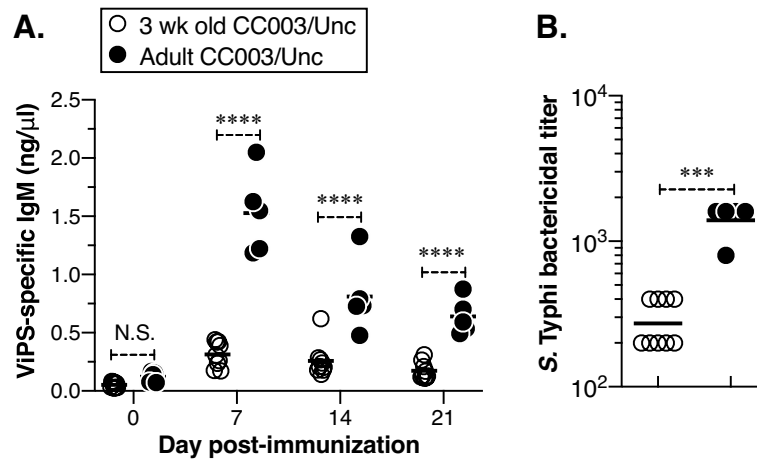 A.
3 wk old CC003/Unc
Adult CC003/Unc
B.
ViPS-specific IgM (ng/µl)
2.5
2.0
1.5
1.0
0.5
0.0
N.S.
****
****
****
0 7 14 21
Day post-immunization
S. Typhi bactericidal titer
10⁴
10³
10²
***